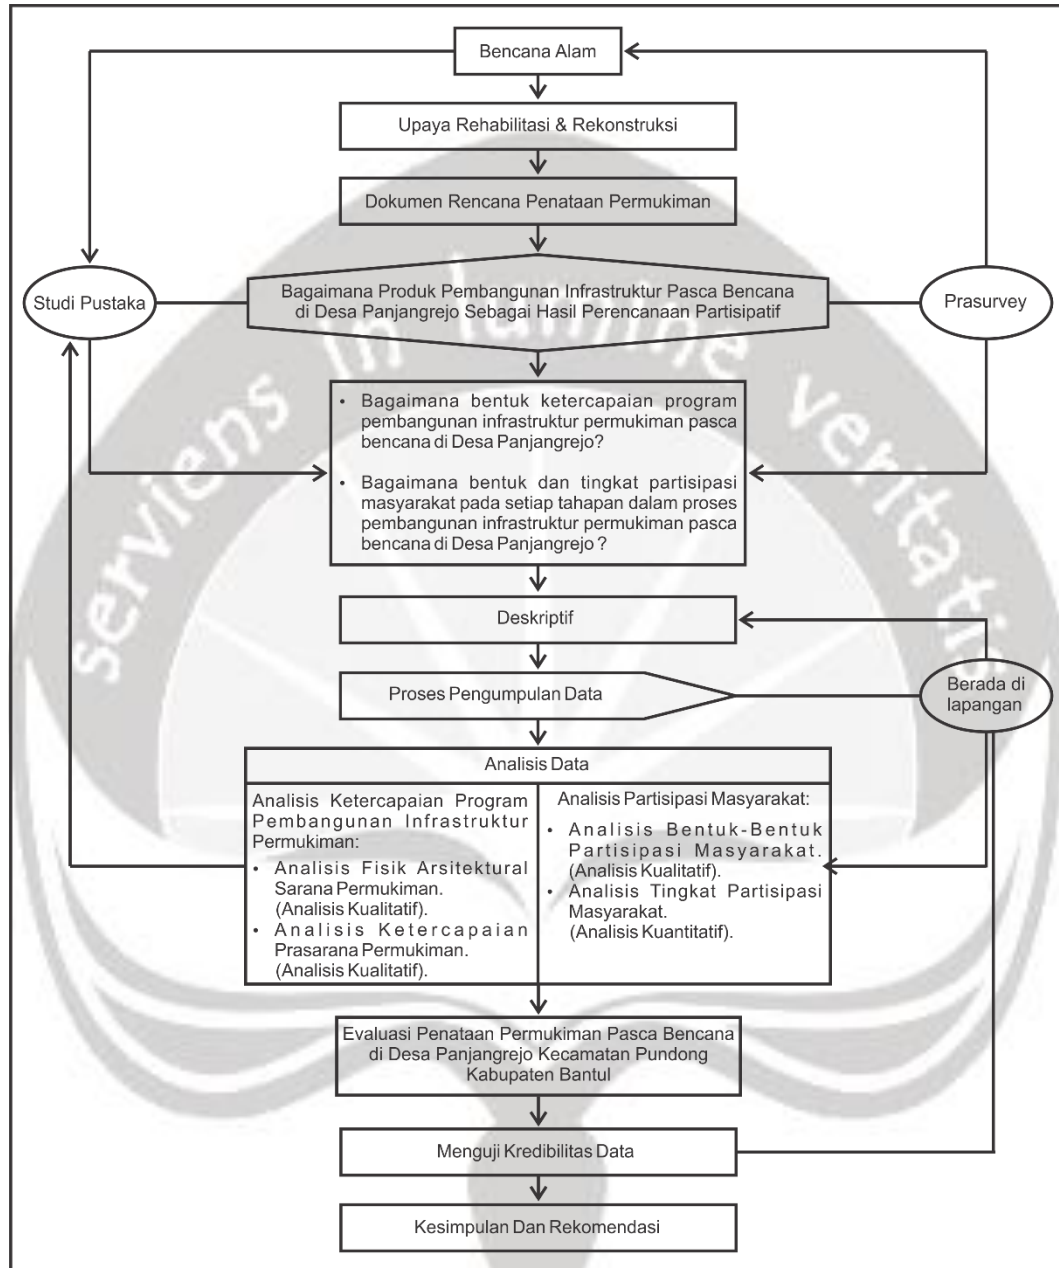 Bencana Alam
Upaya Rehabilitasi & Rekonstruksi
Dokumen Rencana Penataan Permukiman
Studi Pustaka
Bagaimana Produk Pembangunan Infrastruktur Pasca Bencana
di Desa Panjangrejo Sebagai Hasil Perencanaan Partisipatif
Prasurvey
• Bagaimana bentuk ketercapaian program
pembangunan infrastruktur permukiman pasca
bencana di Desa Panjangrejo?
• Bagaimana bentuk dan tingkat partisipasi
masyarakat pada setiap tahapan dalam proses
pembangunan infrastruktur permukiman pasca
bencana di Desa Panjangrejo ?
Deskriptif
Proses Pengumpulan Data
Berada di
lapangan
Analisis Data
Analisis Ketercapaian Program
Pembangunan Infrastruktur
Permukiman:
• Analisis Fisik Arsitektural
Sarana Permukiman.
(Analisis Kualitatif).
• Analisis Ketercapaian
Prasarana Permukiman.
(Analisis Kualitatif).
Analisis Partisipasi Masyarakat:
• Analisis Bentuk-Bentuk
Partisipasi Masyarakat.
(Analisis Kualitatif).
• Analisis Tingkat Partisipasi
Masyarakat.
(Analisis Kuantitatif).
Evaluasi Penataan Permukiman Pasca Bencana
di Desa Panjangrejo Kecamatan Pundong
Kabupaten Bantul
Menguji Kredibilitas Data
Kesimpulan Dan Rekomendasi
serviens in lumine veritatis